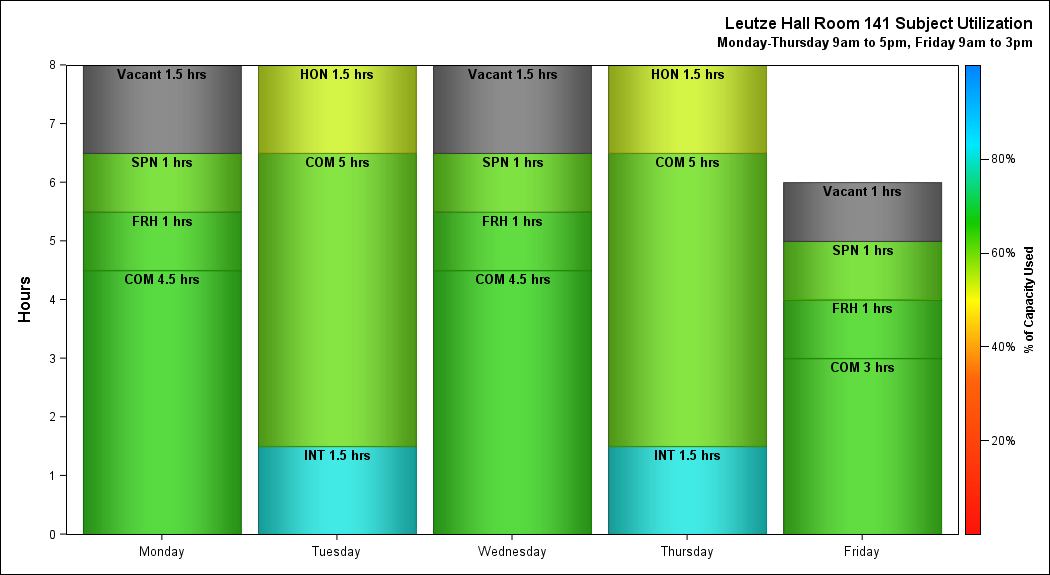 Leutze Hall Room 141 Subject Utilization
Monday-Thursday 9am to 5pm, Friday 9am to 3pm
Hours
8
7
6
5
4
3
2
1
0
Vacant 1.5 hrs
SPN 1 hrs
FRH 1 hrs
COM 4.5 hrs
HON 1.5 hrs
COM 5 hrs
INT 1.5 hrs
Vacant 1.5 hrs
SPN 1 hrs
FRH 1 hrs
COM 4.5 hrs
HON 1.5 hrs
COM 5 hrs
INT 1.5 hrs
Vacant 1 hrs
SPN 1 hrs
FRH 1 hrs
COM 3 hrs
Monday
Tuesday
Wednesday
Thursday
Friday
80%
60%
40%
20%
% of Capacity Used